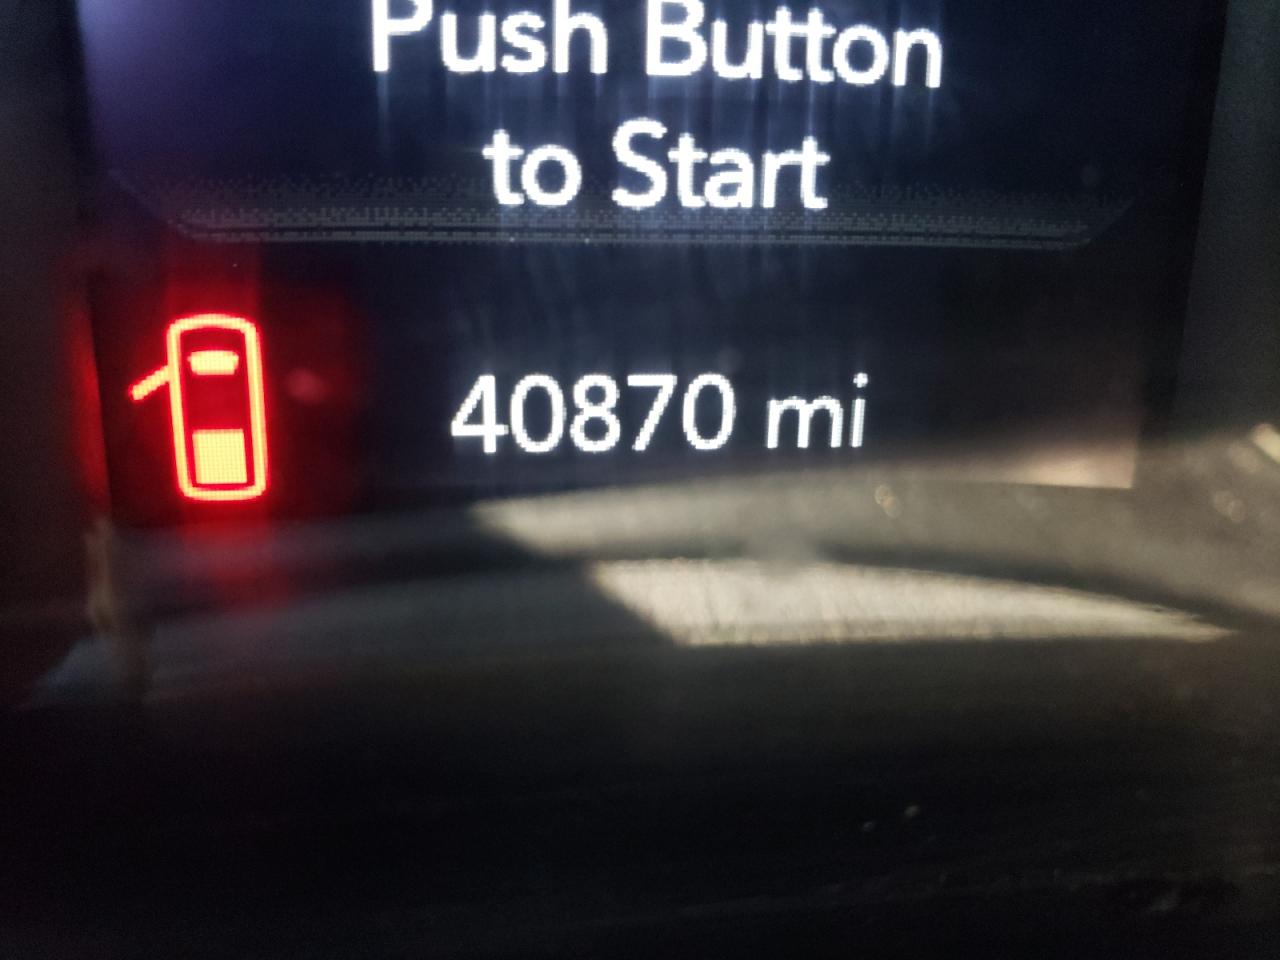 Push Button
to Start
40870 mi